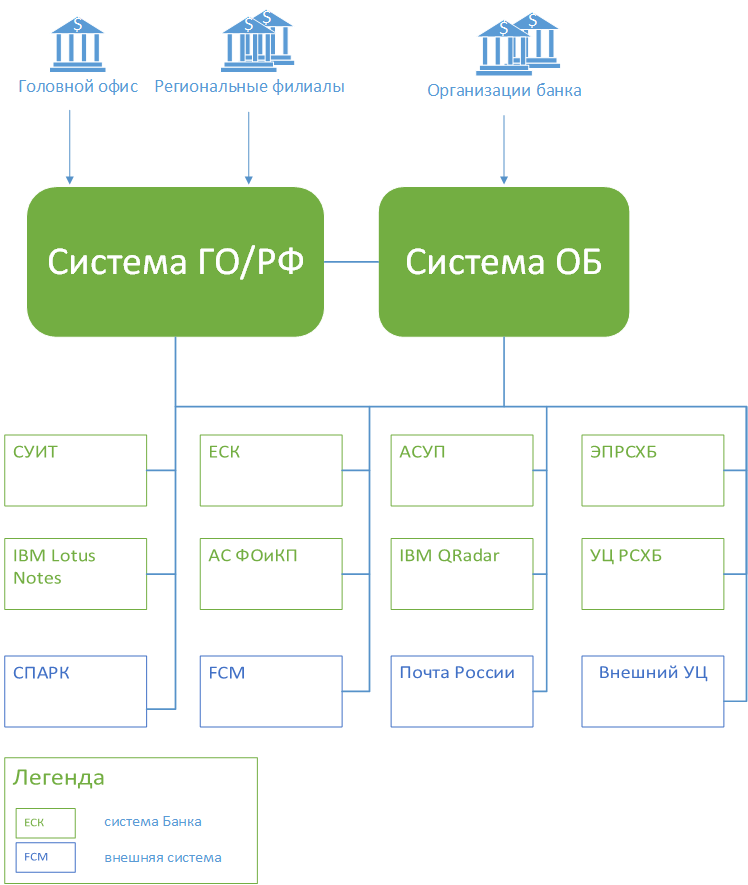 $
$
$
Головной офис
Региональные филиалы
$
$
Организации банка
Система ГО/РФ
Система ОБ
СУИТ
ЕСК
АСУП
ЭПРСХБ
IBM Lotus
Notes
АС ФОиКП
IBM QRadar
УЦ РСХБ
СПАРК
FCM
Почта России
Внешний УЦ
Легенда
ЕСК
система Банка
FCM
внешняя система